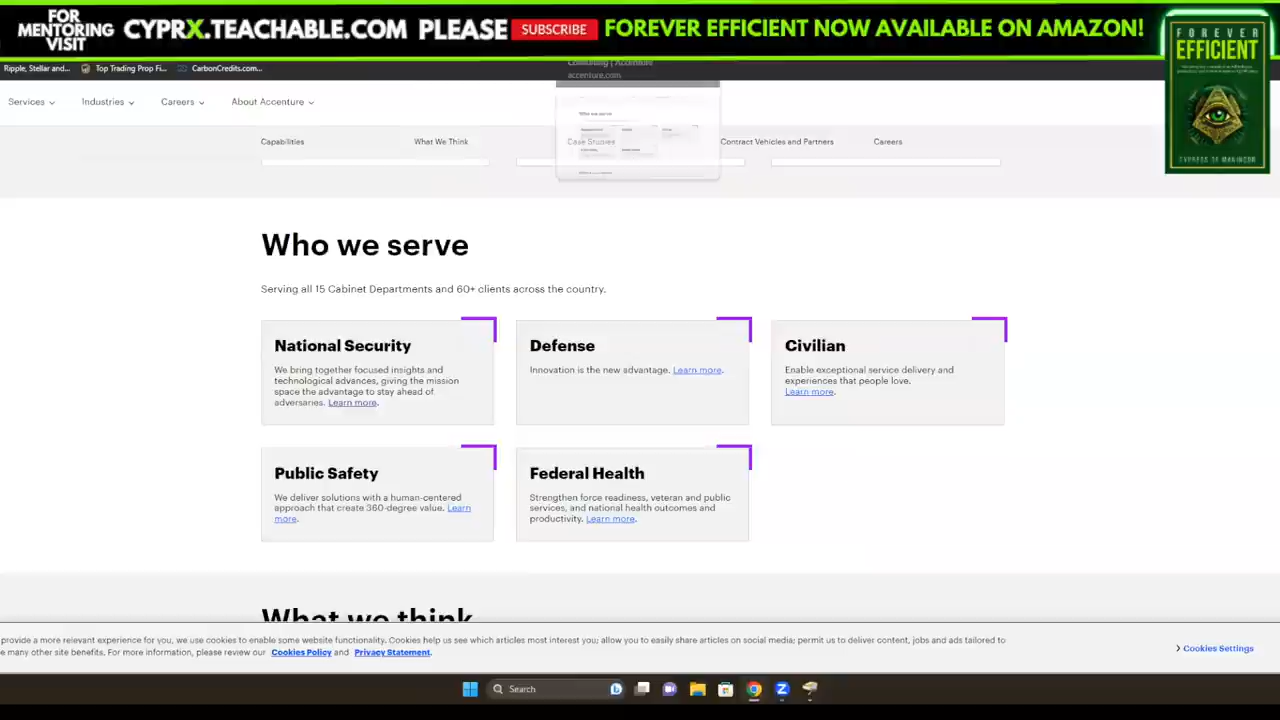 FOR
MENTORING
VISIT
CYPRX.TEACHABLE.COM PLEASE SUBSCRIBE FOREVER EFFICIENT NOW AVAILABLE ON AMAZON!
FOREVER
EFFICIENT
Ripple, Stellar and... Top Trading Prop Fi... CarbonCredits.com...
accenture.com
Services Industries Careers About Accenture
Capabilities What We Think Case Studies Contract Vehicles and Partners Careers
Who we serve
Who we serve
Serving all 15 Cabinet Departments and 60+ clients across the country.
National Security
We bring together focused insights and
technological advances, giving the mission
space the advantage to stay ahead of
adversaries. Learn more.
Defense
Innovation is the new advantage. Learn more.
Civilian
Enable exceptional service delivery and
experiences that people love.
Learn more.
Public Safety
We deliver solutions with a human-centered
approach that create 360-degree value. Learn
more.
Federal Health
Strengthen force readiness, veteran and public
services, and national health outcomes and
productivity. Learn more.
What we think
provide a more relevant experience for you, we use cookies to enable some website functionality. Cookies help us see which articles most interest you; allow you to easily share articles on social media; permit us to deliver content, jobs and ads tailored to
e many other site benefits. For more information, please review our Cookies Policy and Privacy Statement.
Cookies Settings
Search